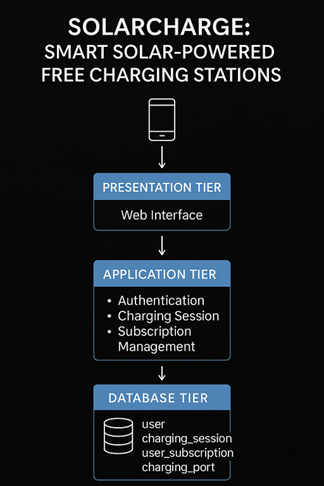 SOLARCHARGE:
SMART SOLAR-POWERED
FREE CHARGING STATIONS
PRESENTATION TIER
Web Interface
APPLICATION TIER
• Authentication
• Charging Session
• Subscription
Management
DATABASE TIER
user
charging_session
user_subscription
charging_port